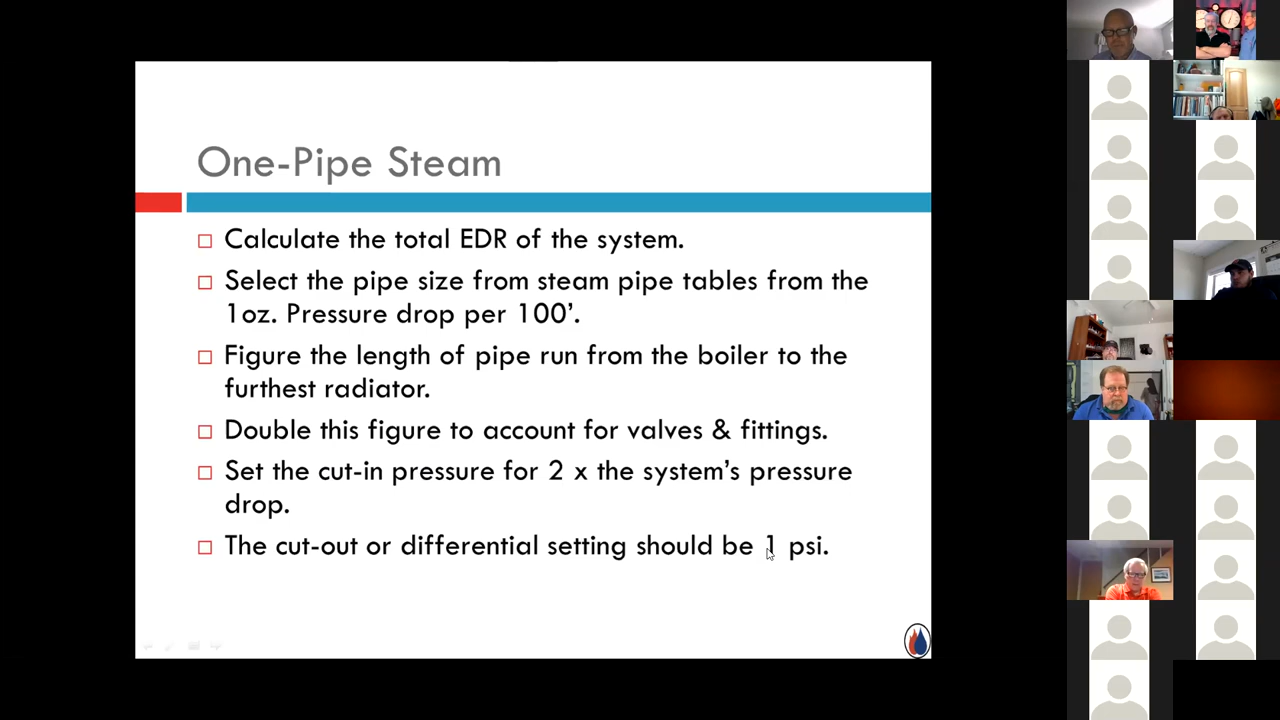 One-Pipe Steam
Calculate the total EDR of the system.
Select the pipe size from steam pipe tables from the
1oz. Pressure drop per 100’.
Figure the length of pipe run from the boiler to the
furthest radiator.
Double this figure to account for valves & fittings.
Set the cut-in pressure for 2 x the system’s pressure
drop.
The cut-out or differential setting should be 1 psi.